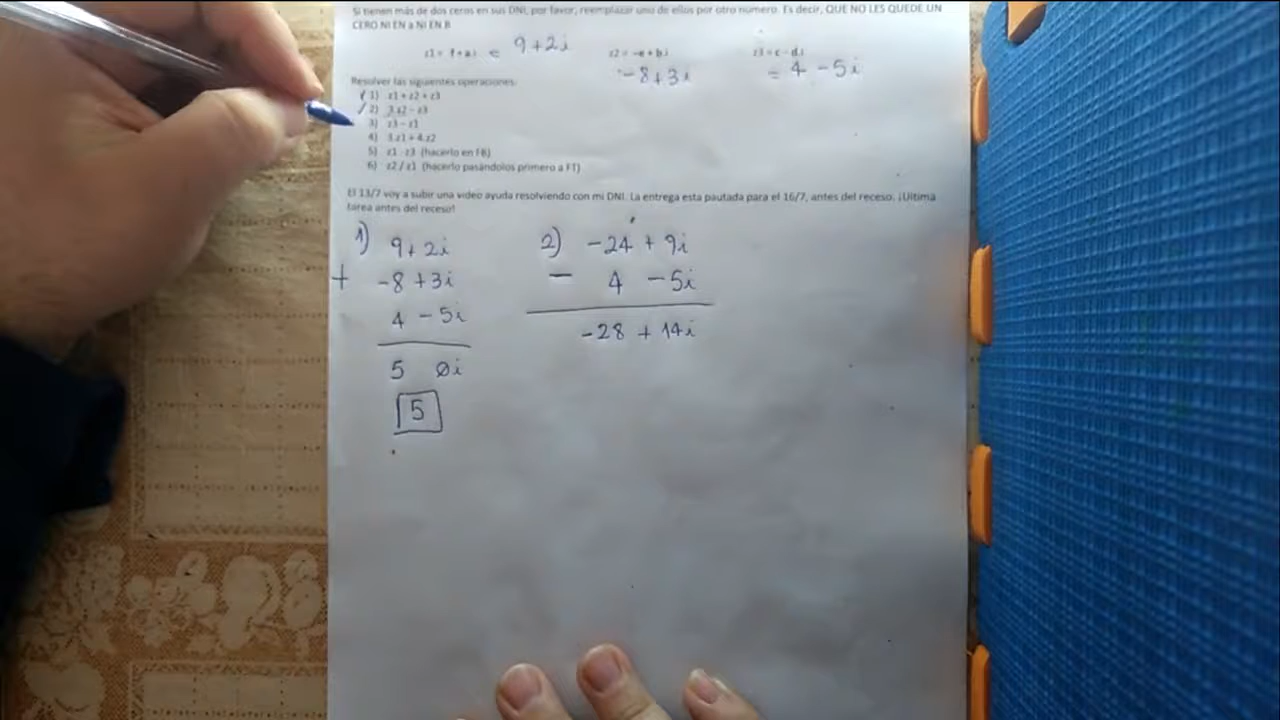 Si tienen más de dos ceros en sus DNI, por favor, reemplazar uno de ellos por otro número. Es decir, QUE NO LES QUEDE UN
CERO NI EN a NI EN B
z1 = f + ai = 9+2i z2 = -e + bi z3 = c - di
-8+3i = 4 - 5i
Resolver las siguientes operaciones:
1) z1 + z2 + z3
2) 3.z2 - z3
3) z3 - z1
4) 3.z1 + 4.z2
5) z1 . z3 (hacerlo en FB)
6) z2 / z1 (hacerlo pasándolos primero a FT)
El 13/7 voy a subir una video ayuda resolviendo con mi DNI. La entrega esta pautada para el 16/7, antes del receso. ¡Última
tarea antes del receso!
1) 9+ 2i 2) -24 + 9i
+ -8 +3i - 4 - 5i
4 - 5i
-28 + 14i
5 0i
5